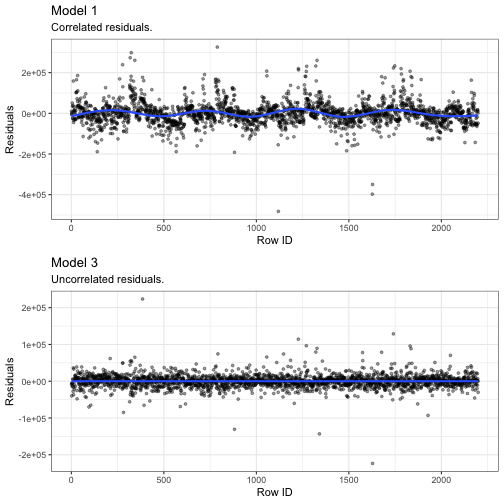 Model 1
Correlated residuals.
2e+05
0e+00
-2e+05
-4e+05
Residuals
0
500
1000
1500
2000
Row ID
Model 3
Uncorrelated residuals.
2e+05
1e+05
0e+00
-1e+05
-2e+05
Residuals
0
500
1000
1500
2000
Row ID